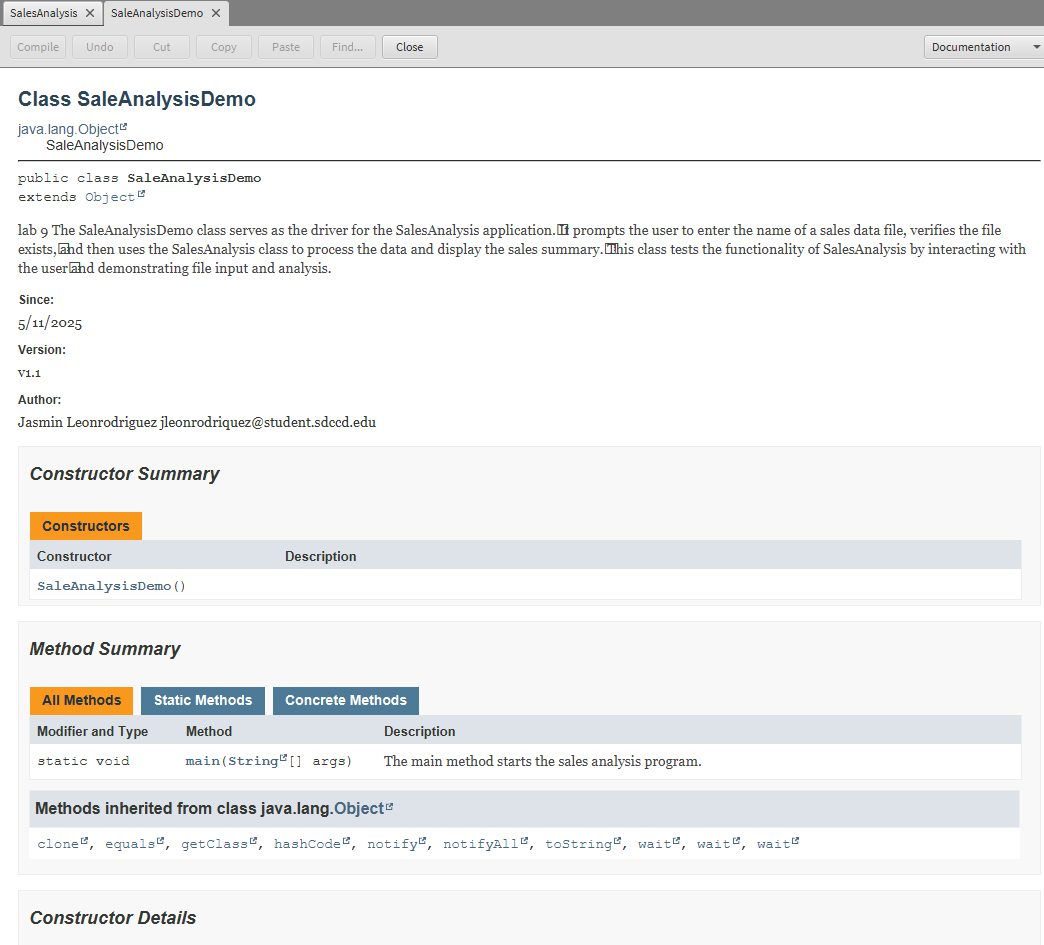 SalesAnalysis
SaleAnalysisDemo
Compile
Undo
Cut
Copy
Paste
Find...
Close
Documentation
Class SaleAnalysisDemo
java.lang.Object
SaleAnalysisDemo
public class SaleAnalysisDemo
extends Object
lab 9 The SaleAnalysisDemo class serves as the driver for the SalesAnalysis application. It prompts the user to enter the name of a sales data file, verifies the file
exists, and then uses the SalesAnalysis class to process the data and display the sales summary. This class tests the functionality of SalesAnalysis by interacting with
the user and demonstrating file input and analysis.
Since:
5/11/2025
Version:
v1.1
Author:
Jasmin Leonrodriguez jleonrodriquez@student.sdccd.edu
Constructor Summary
Constructors
Constructor Description
SaleAnalysisDemo()
Method Summary
All Methods Static Methods Concrete Methods
Modifier and Type Method Description
static void main(String[] args) The main method starts the sales analysis program.
Methods inherited from class java.lang.Object
clone, equals, getClass, hashCode, notify, notifyAll, toString, wait, wait, wait
Constructor Details